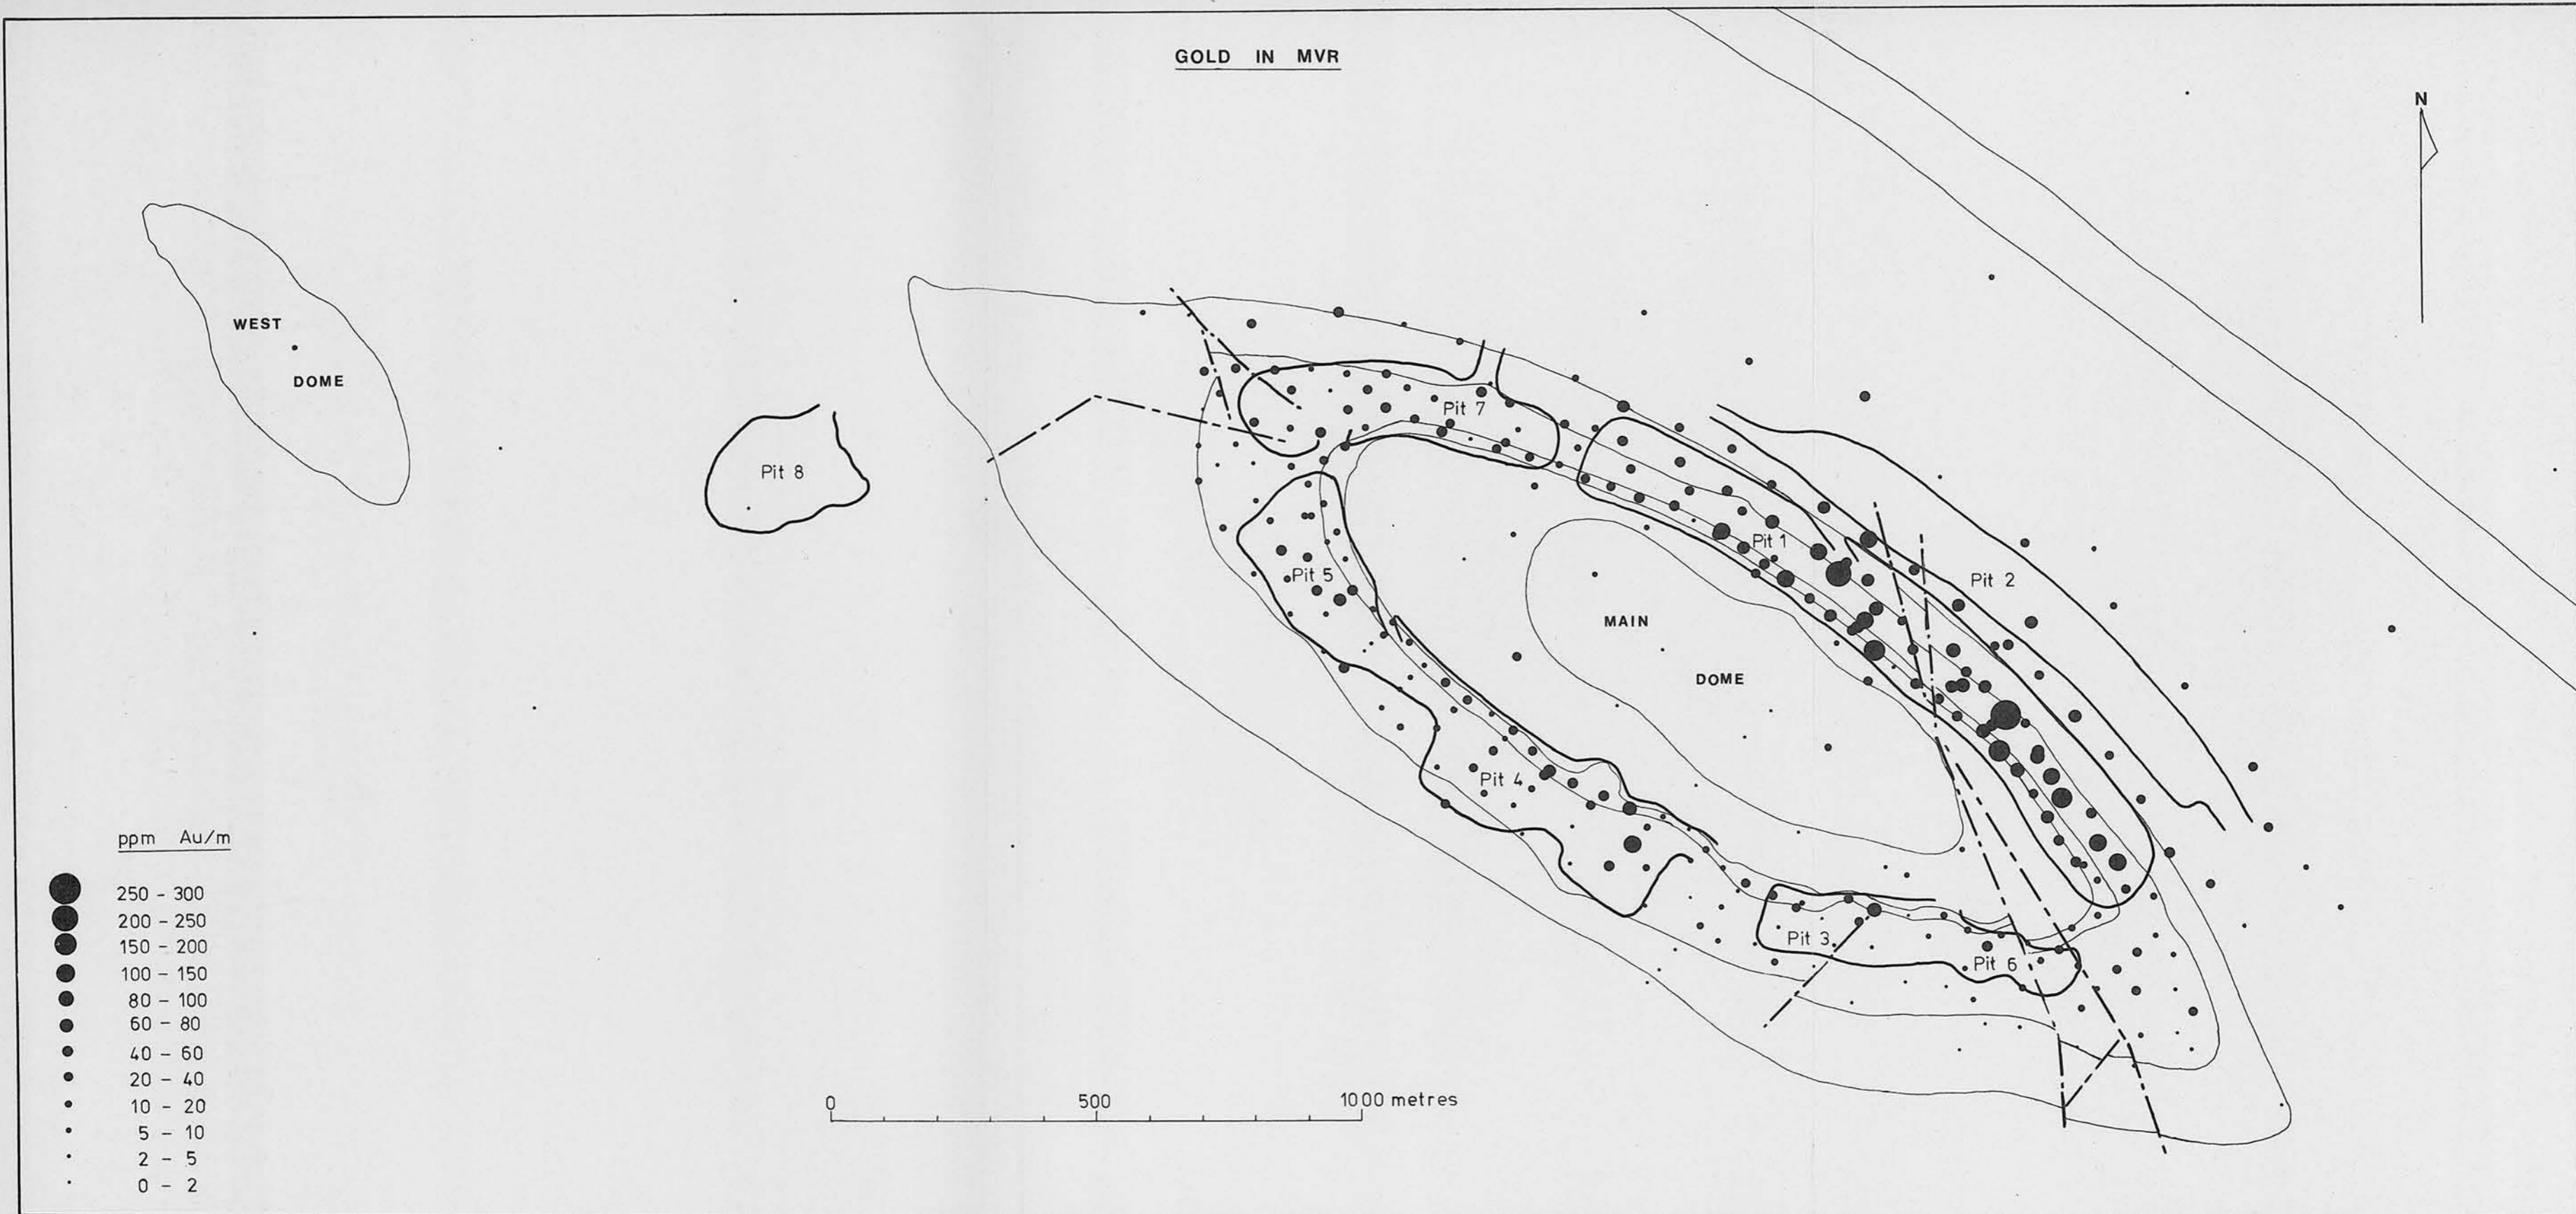 GOLD IN MVR
N
WEST
DOME
Pit 8
Pit 7
Pit 1
Pit 2
Pit 5
MAIN
DOME
Pit 4
Pit 3
Pit 6
ppm Au/m
250 - 300
200 - 250
150 - 200
100 - 150
80 - 100
60 - 80
40 - 60
20 - 40
10 - 20
5 - 10
2 - 5
0 - 2
0 500 1000 metres